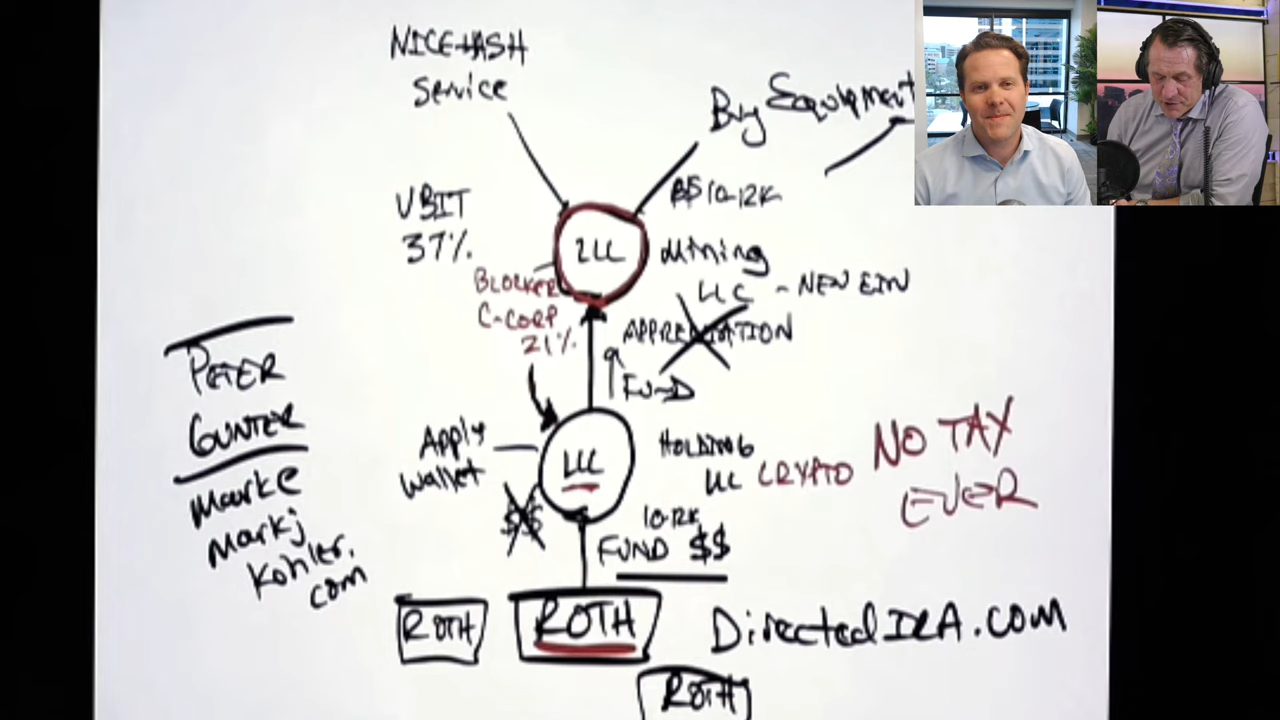 NICEHASH
Service
Buy Equipment
$$ 10-12K
UBIT
37%
LLC
Mining
LLC - NEW EIN
BLOCKER
C-CORP
21%
APPRECIATION
FUND
PETER
GUNTER
Mark@
Markj
Kohler.
com
Apply
Wallet
$$
LLC
HOLDING
LLC CRYPTO
NO TAX
EVER
10-12K
FUND $$
ROTH
ROTH
DirectedIRA.COM
ROTH